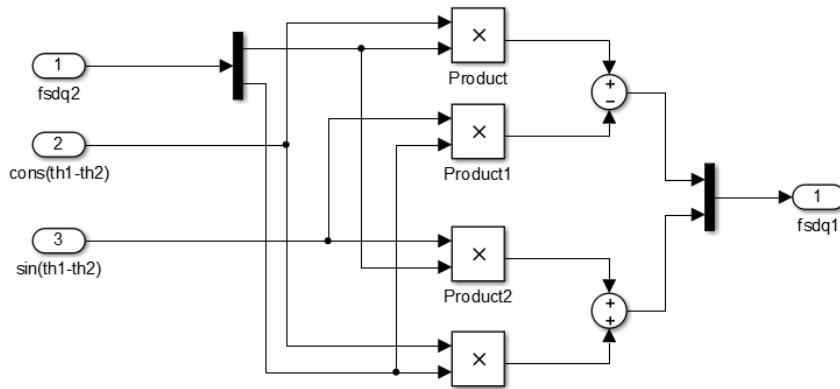 1
fsdq2
2
cons(th1-th2)
3
sin(th1-th2)
×
Product
×
Product1
×
Product2
×
+
−
+
+
1
fsdq1